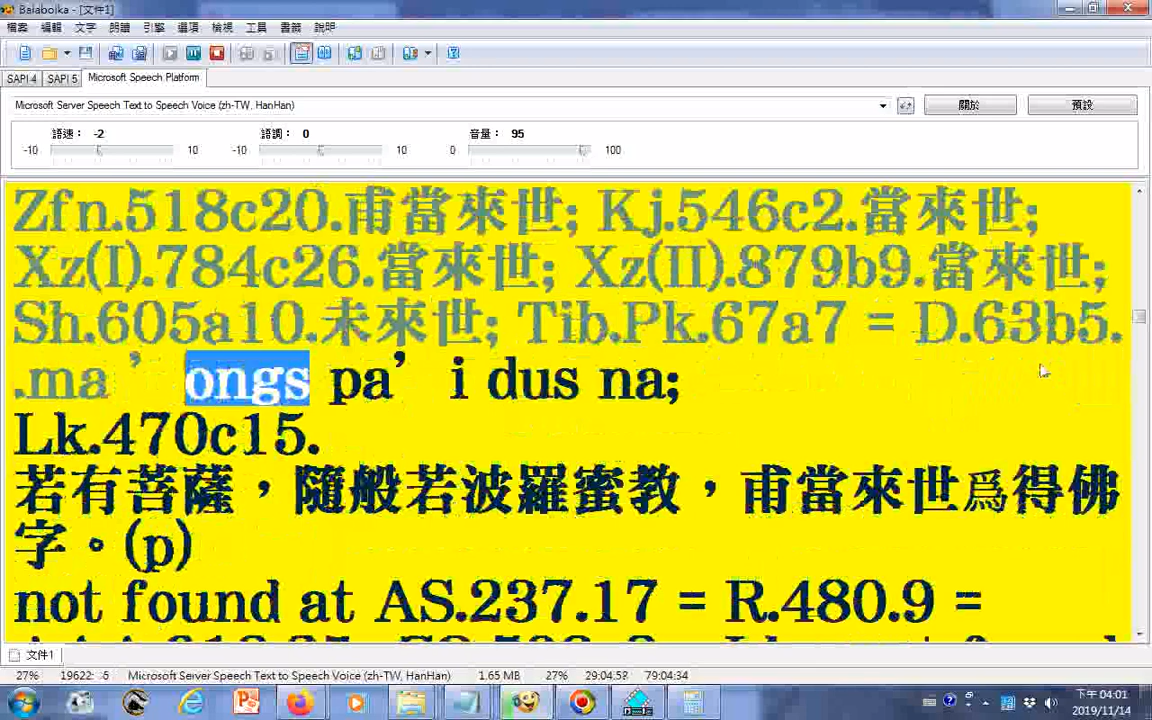 Balabolka - [文件1]
檔案 編輯 文字 朗讀 引擎 選項 檢視 工具 書籤 說明
SAPI 4 SAPI 5 Microsoft Speech Platform
Microsoft Server Speech Text to Speech Voice (zh-TW, HanHan) 關於 預設
語速： -2 語調： 0 音量： 95
-10 10 -10 10 0 100
Zfn.518c20.甫當來世; Kj.546c2.當來世;
Xz(I).784c26.當來世; Xz(II).879b9.當來世;
Sh.605a10.未來世; Tib.Pk.67a7 = D.63b5.
.ma ’ongs pa’i dus na;
Lk.470c15.
若有菩薩，隨般若波羅蜜教，甫當來世爲得佛
字。(p)
not found at AS.237.17 = R.480.9 =
文件1
27% 19622: 5 Microsoft Server Speech Text to Speech Voice (zh-TW, HanHan) 1.65 MB 27% 29:04:58 79:04:34
下午 04:01
2019/11/14